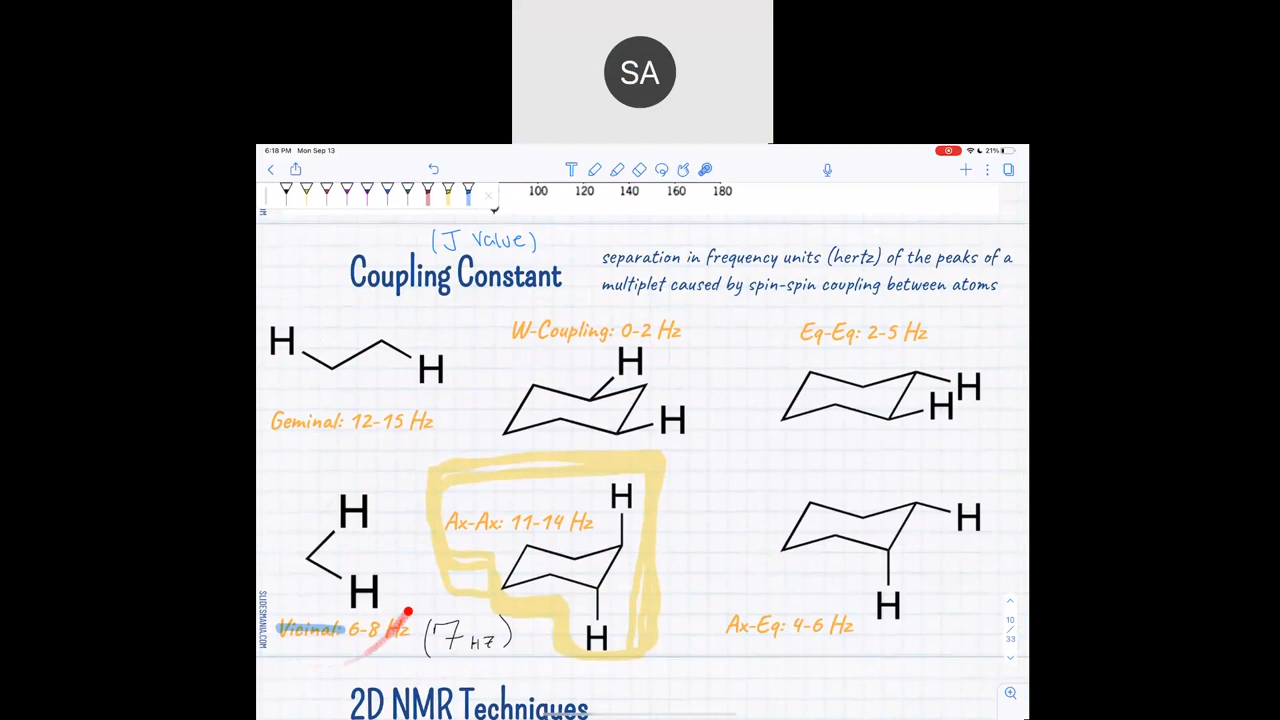 SA
6:18 PM Mon Sep 13
21%
100 120 140 160 180
(J value)
Coupling Constant
separation in frequency units (hertz) of the peaks of a
multiplet caused by spin-spin coupling between atoms
H
H
Geminal: 12-15 Hz
W-Coupling: 0-2 Hz
H
H
Eq-Eq: 2-5 Hz
H
H
H
H
Vicinal: 6-8 Hz
(7 Hz)
Ax-Ax: 11-14 Hz
H
H
H
H
Ax-Eq: 4-6 Hz
SLIDESMANIA.COM
10
/
33
2D NMR Techniques